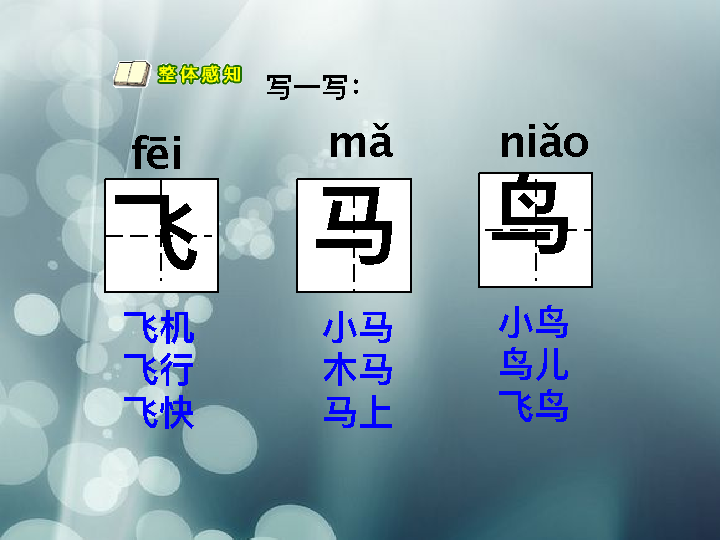 整体感知
写一写：
fēi mǎ niǎo
飞 马 鸟
飞机 小马 小鸟
飞行 木马 鸟儿
飞快 马上 飞鸟